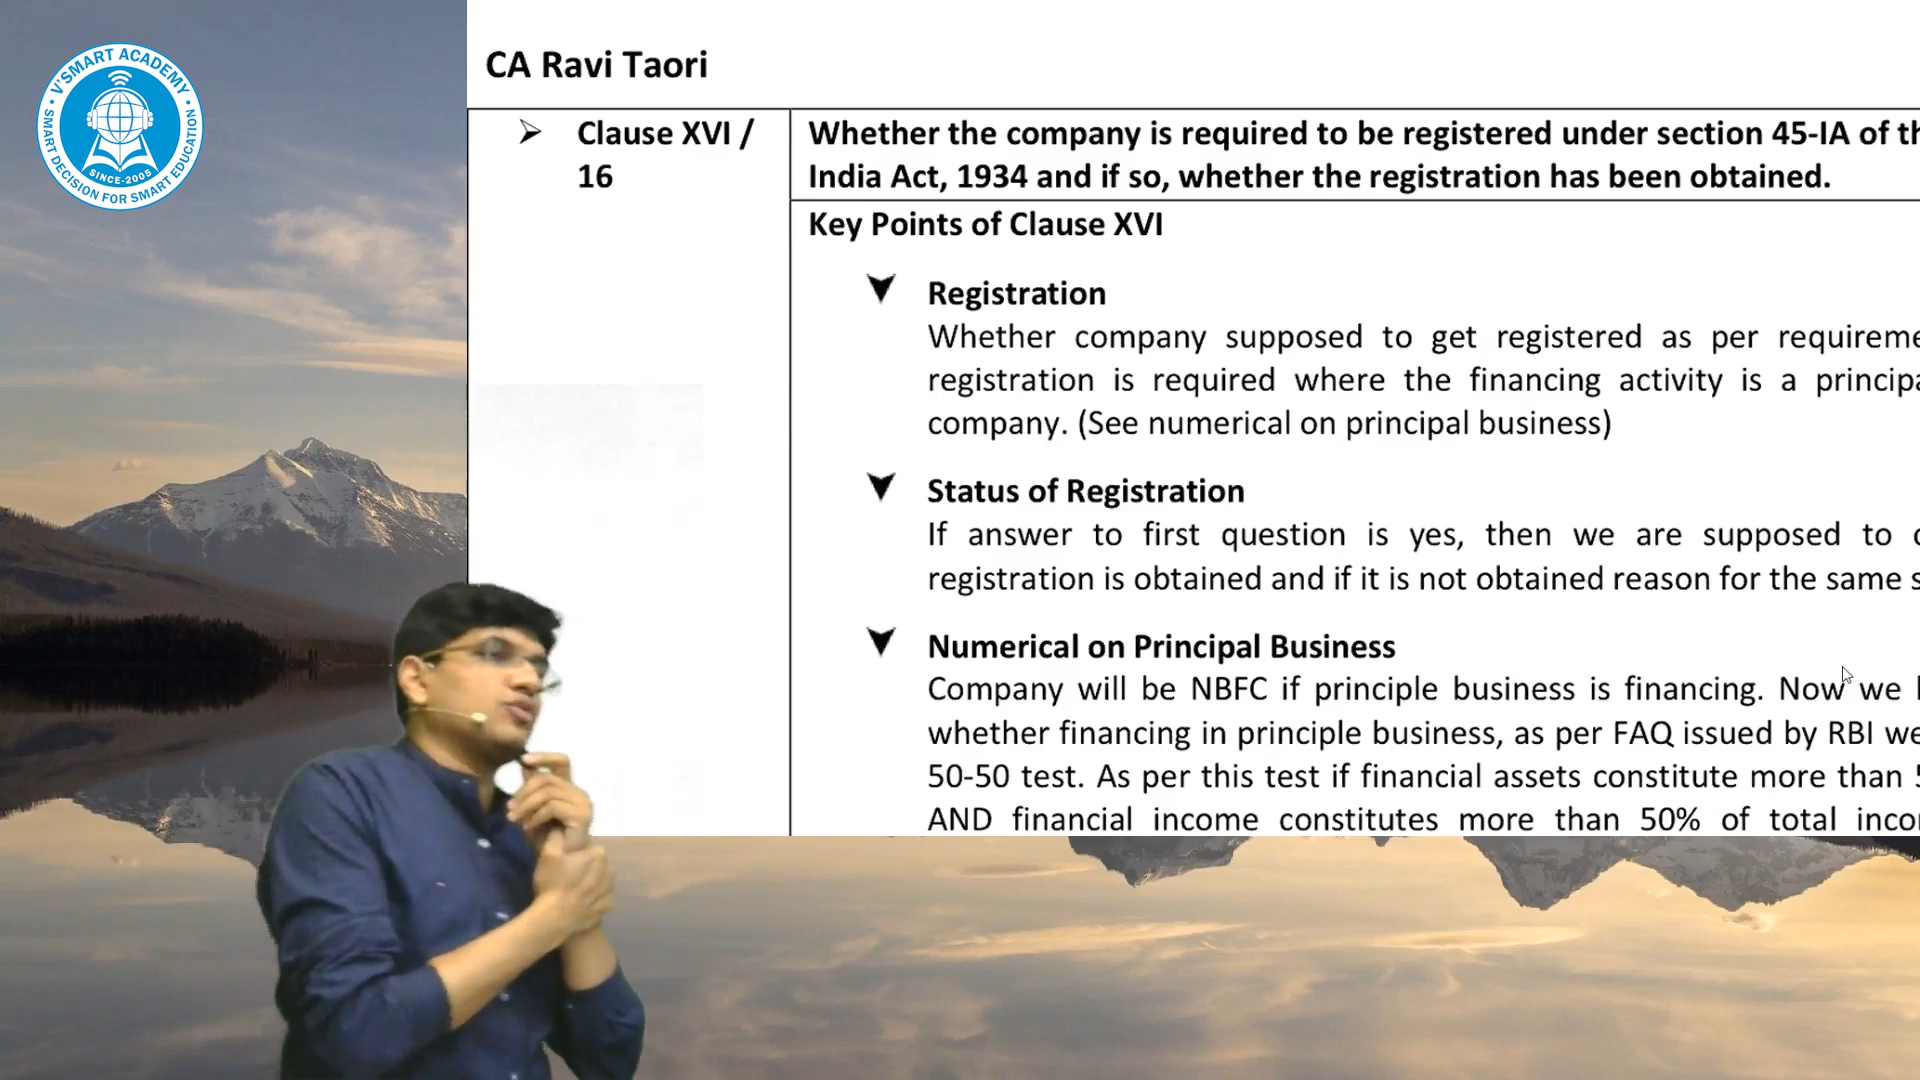 V'SMART ACADEMY
SMART DECISION FOR SMART EDUCATION
SINCE-2005
CA Ravi Taori
➢ Clause XVI /
16
Whether the company is required to be registered under section 45-IA of th
India Act, 1934 and if so, whether the registration has been obtained.
Key Points of Clause XVI
Registration
Whether company supposed to get registered as per requireme
registration is required where the financing activity is a principa
company. (See numerical on principal business)
Status of Registration
If answer to first question is yes, then we are supposed to
registration is obtained and if it is not obtained reason for the same s
Numerical on Principal Business
Company will be NBFC if principle business is financing. Now we
whether financing in principle business, as per FAQ issued by RBI we
50-50 test. As per this test if financial assets constitute more than 5
AND financial income constitutes more than 50% of total incor